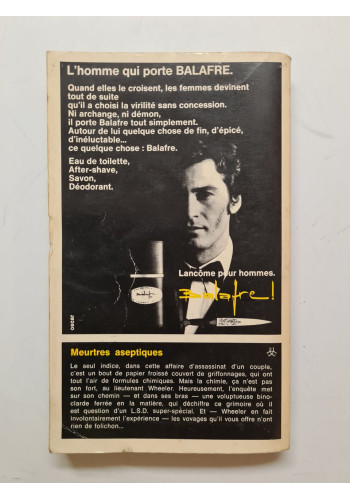 L'homme qui porte BALAFRE.
Quand elles le croisent, les femmes devinent
tout de suite
qu'il a choisi la virilité sans concession.
Ni archange, ni démon,
il porte Balafre tout simplement.
Autour de lui quelque chose de fin, d'épicé,
d'inéluctable...
ce quelque chose : Balafre.
Eau de toilette,
After-shave,
Savon,
Déodorant.
Lancôme pour hommes.
Balafre!
oscar
Meurtres aseptiques
Le seul indice, dans cette affaire d'assassinat d'un couple,
c'est un bout de papier froissé couvert de griffonnages, qui ont
tout l'air de formules chimiques. Mais la chimie, ça n'est pas
son fort, au lieutenant Wheeler. Heureusement, l'enquête met
sur son chemin — et dans ses bras — une voluptueuse bino-
clarde ferrée en la matière, qui déchiffre ce grimoire où il
est question d'un L.S.D. super-spécial. Et — Wheeler en fait
involontairement l'expérience — les voyages qu'il vous offre n'ont
rien de folichon...